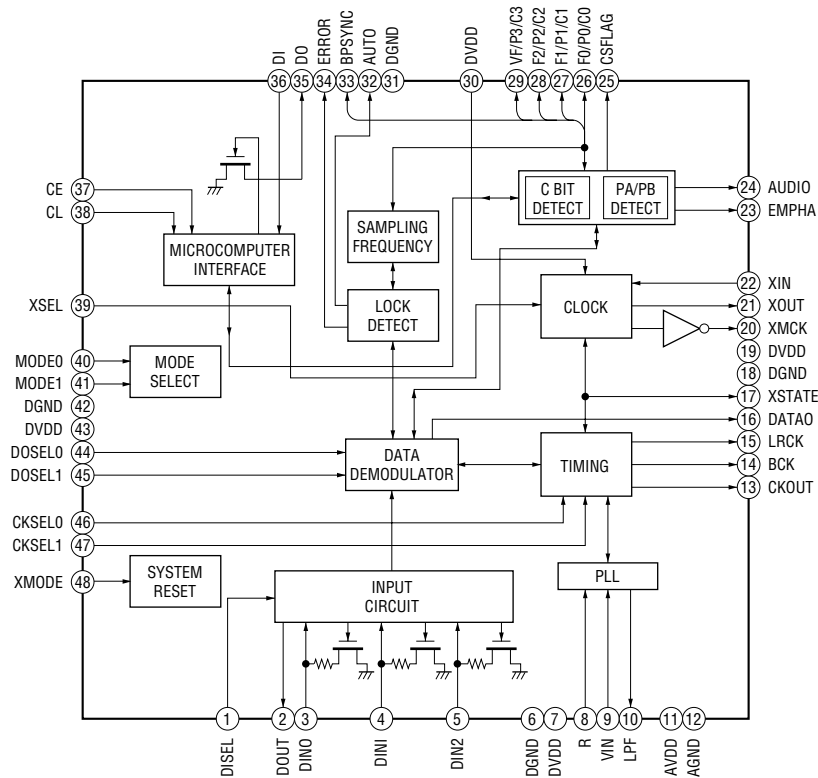 DI
DO
ERROR
BPSYNC
AUTO
DGND
DVDD
VF/P3/C3
F2/P2/C2
F1/P1/C1
F0/P0/C0
CSFLAG
36
35
34
33
32
31
30
29
28
27
26
25
CE
37
CL
38
MICROCOMPUTER
INTERFACE
SAMPLING
FREQUENCY
C BIT
DETECT
PA/PB
DETECT
24
AUDIO
23
EMPHA
XSEL
39
LOCK
DETECT
CLOCK
22
XIN
21
XOUT
20
XMCK
MODE0
40
MODE1
41
MODE
SELECT
19
DVDD
18
DGND
DGND
42
DVDD
43
17
XSTATE
16
DATAO
DOSEL0
44
DOSEL1
45
DATA
DEMODULATOR
TIMING
15
LRCK
14
BCK
13
CKOUT
CKSEL0
46
CKSEL1
47
XMODE
48
SYSTEM
RESET
INPUT
CIRCUIT
PLL
1
2
3
4
5
6
7
8
9
10
11
12
DISEL
DOUT
DINO
DINI
DIN2
DGND
DVDD
R
VIN
LPF
AVDD
AGND